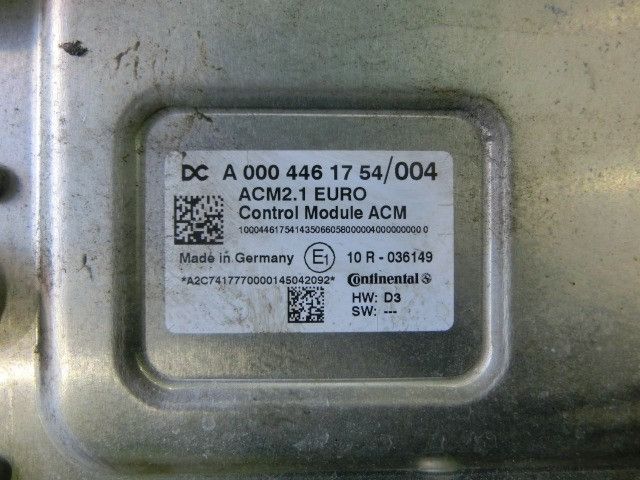 DC A 000 446 17 54/004
ACM2.1 EURO
Control Module ACM
10004461754143506605800000400000000 0
Made in Germany E1 10 R - 036149
*A2C7417770000145042092* Continental
HW: D3
SW: ---